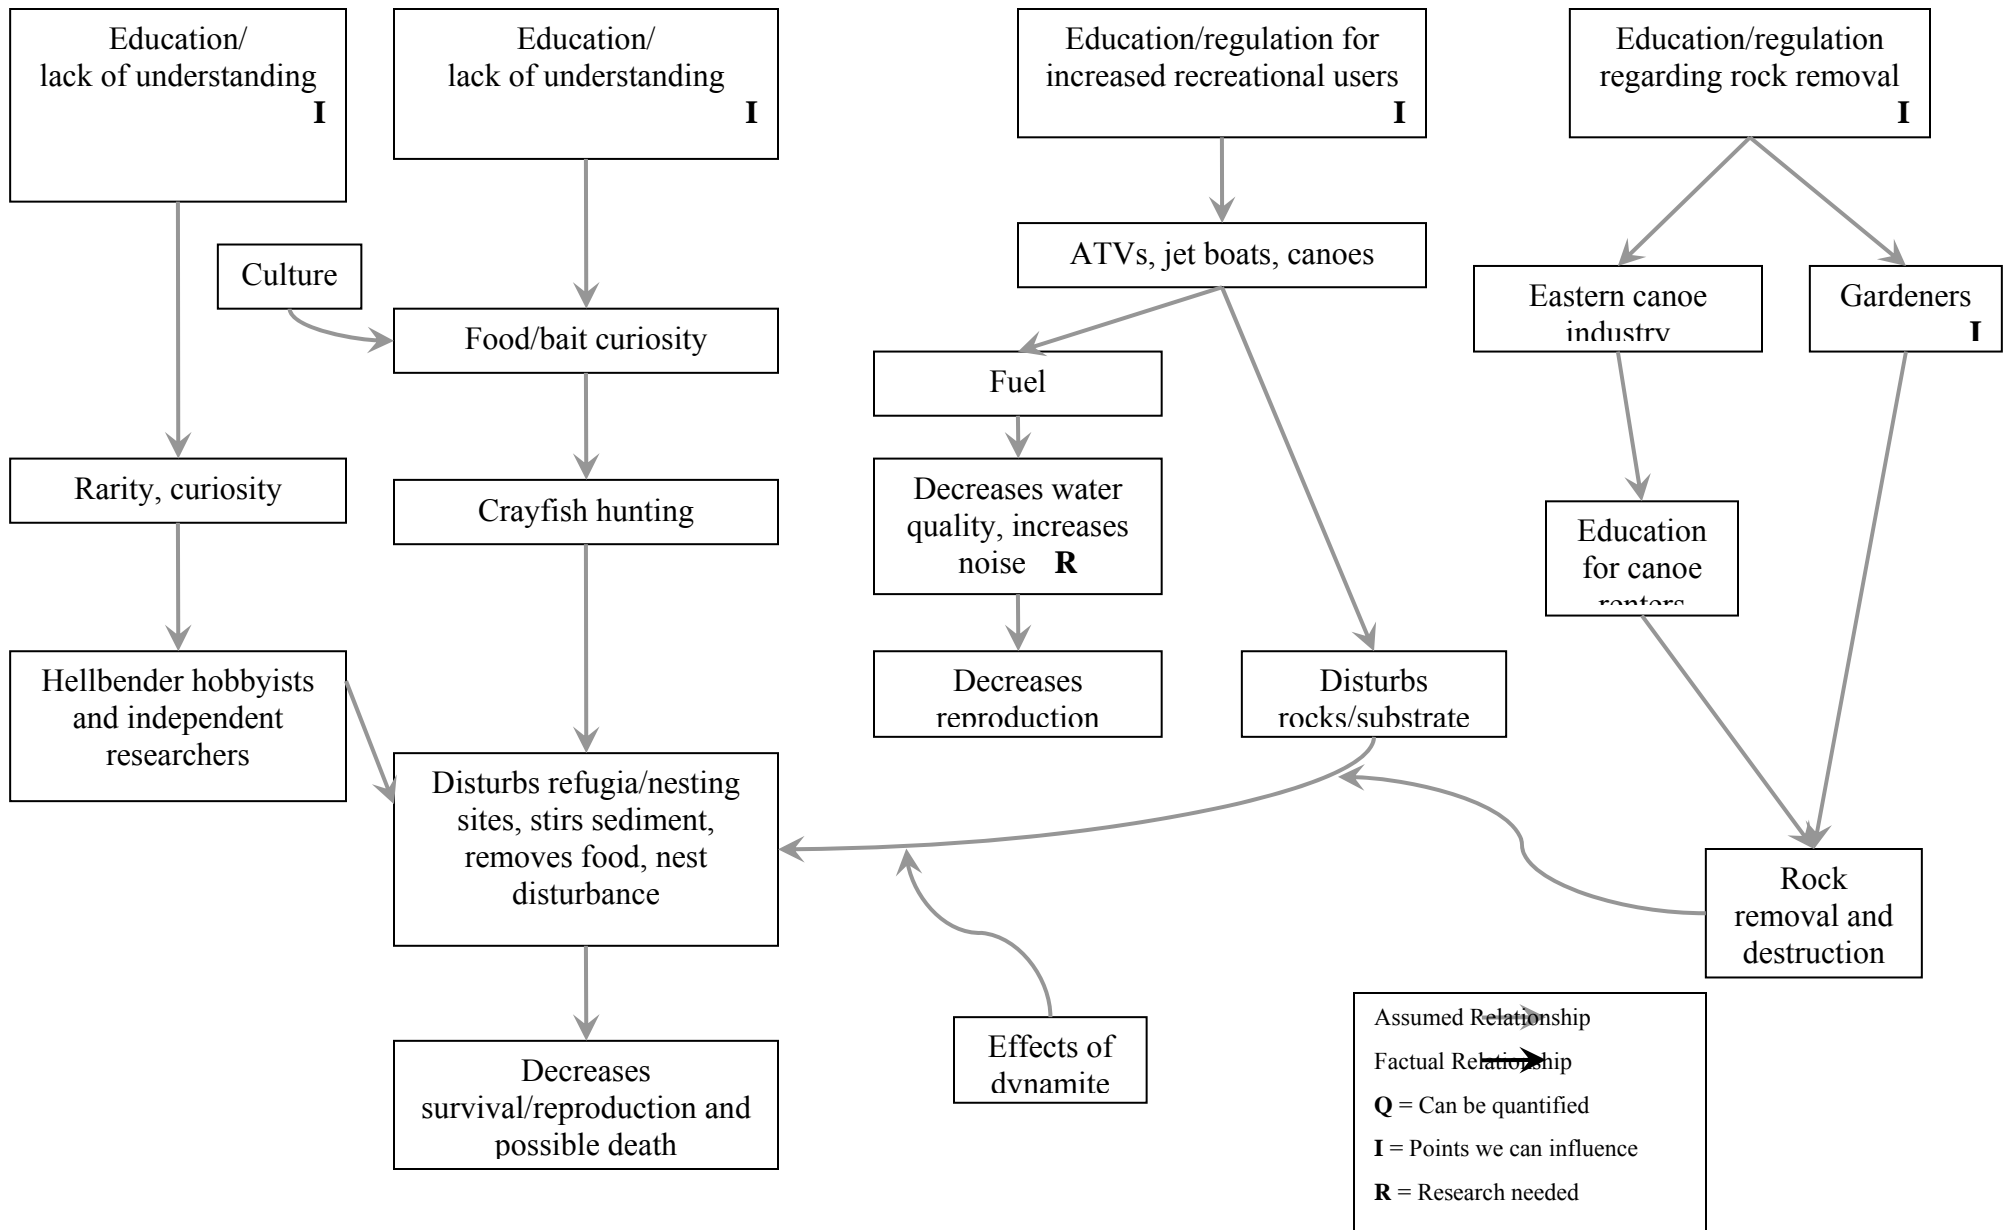 Education/
lack of understanding
I
Education/
lack of understanding
I
Education/regulation for
increased recreational users
I
Education/regulation
regarding rock removal
I
Culture
ATVs, jet boats, canoes
Eastern canoe
industry
Gardeners
I
Food/bait curiosity
Fuel
Rarity, curiosity
Crayfish hunting
Decreases water
quality, increases
noise R
Education
for canoe
renters
Hellbender hobbyists
and independent
researchers
Decreases
reproduction
Disturbs
rocks/substrate
Disturbs refugia/nesting
sites, stirs sediment,
removes food, nest
disturbance
Rock
removal and
destruction
Effects of
dynamite
Decreases
survival/reproduction and
possible death
Assumed Relationship
Factual Relationship
Q = Can be quantified
I = Points we can influence
R = Research needed